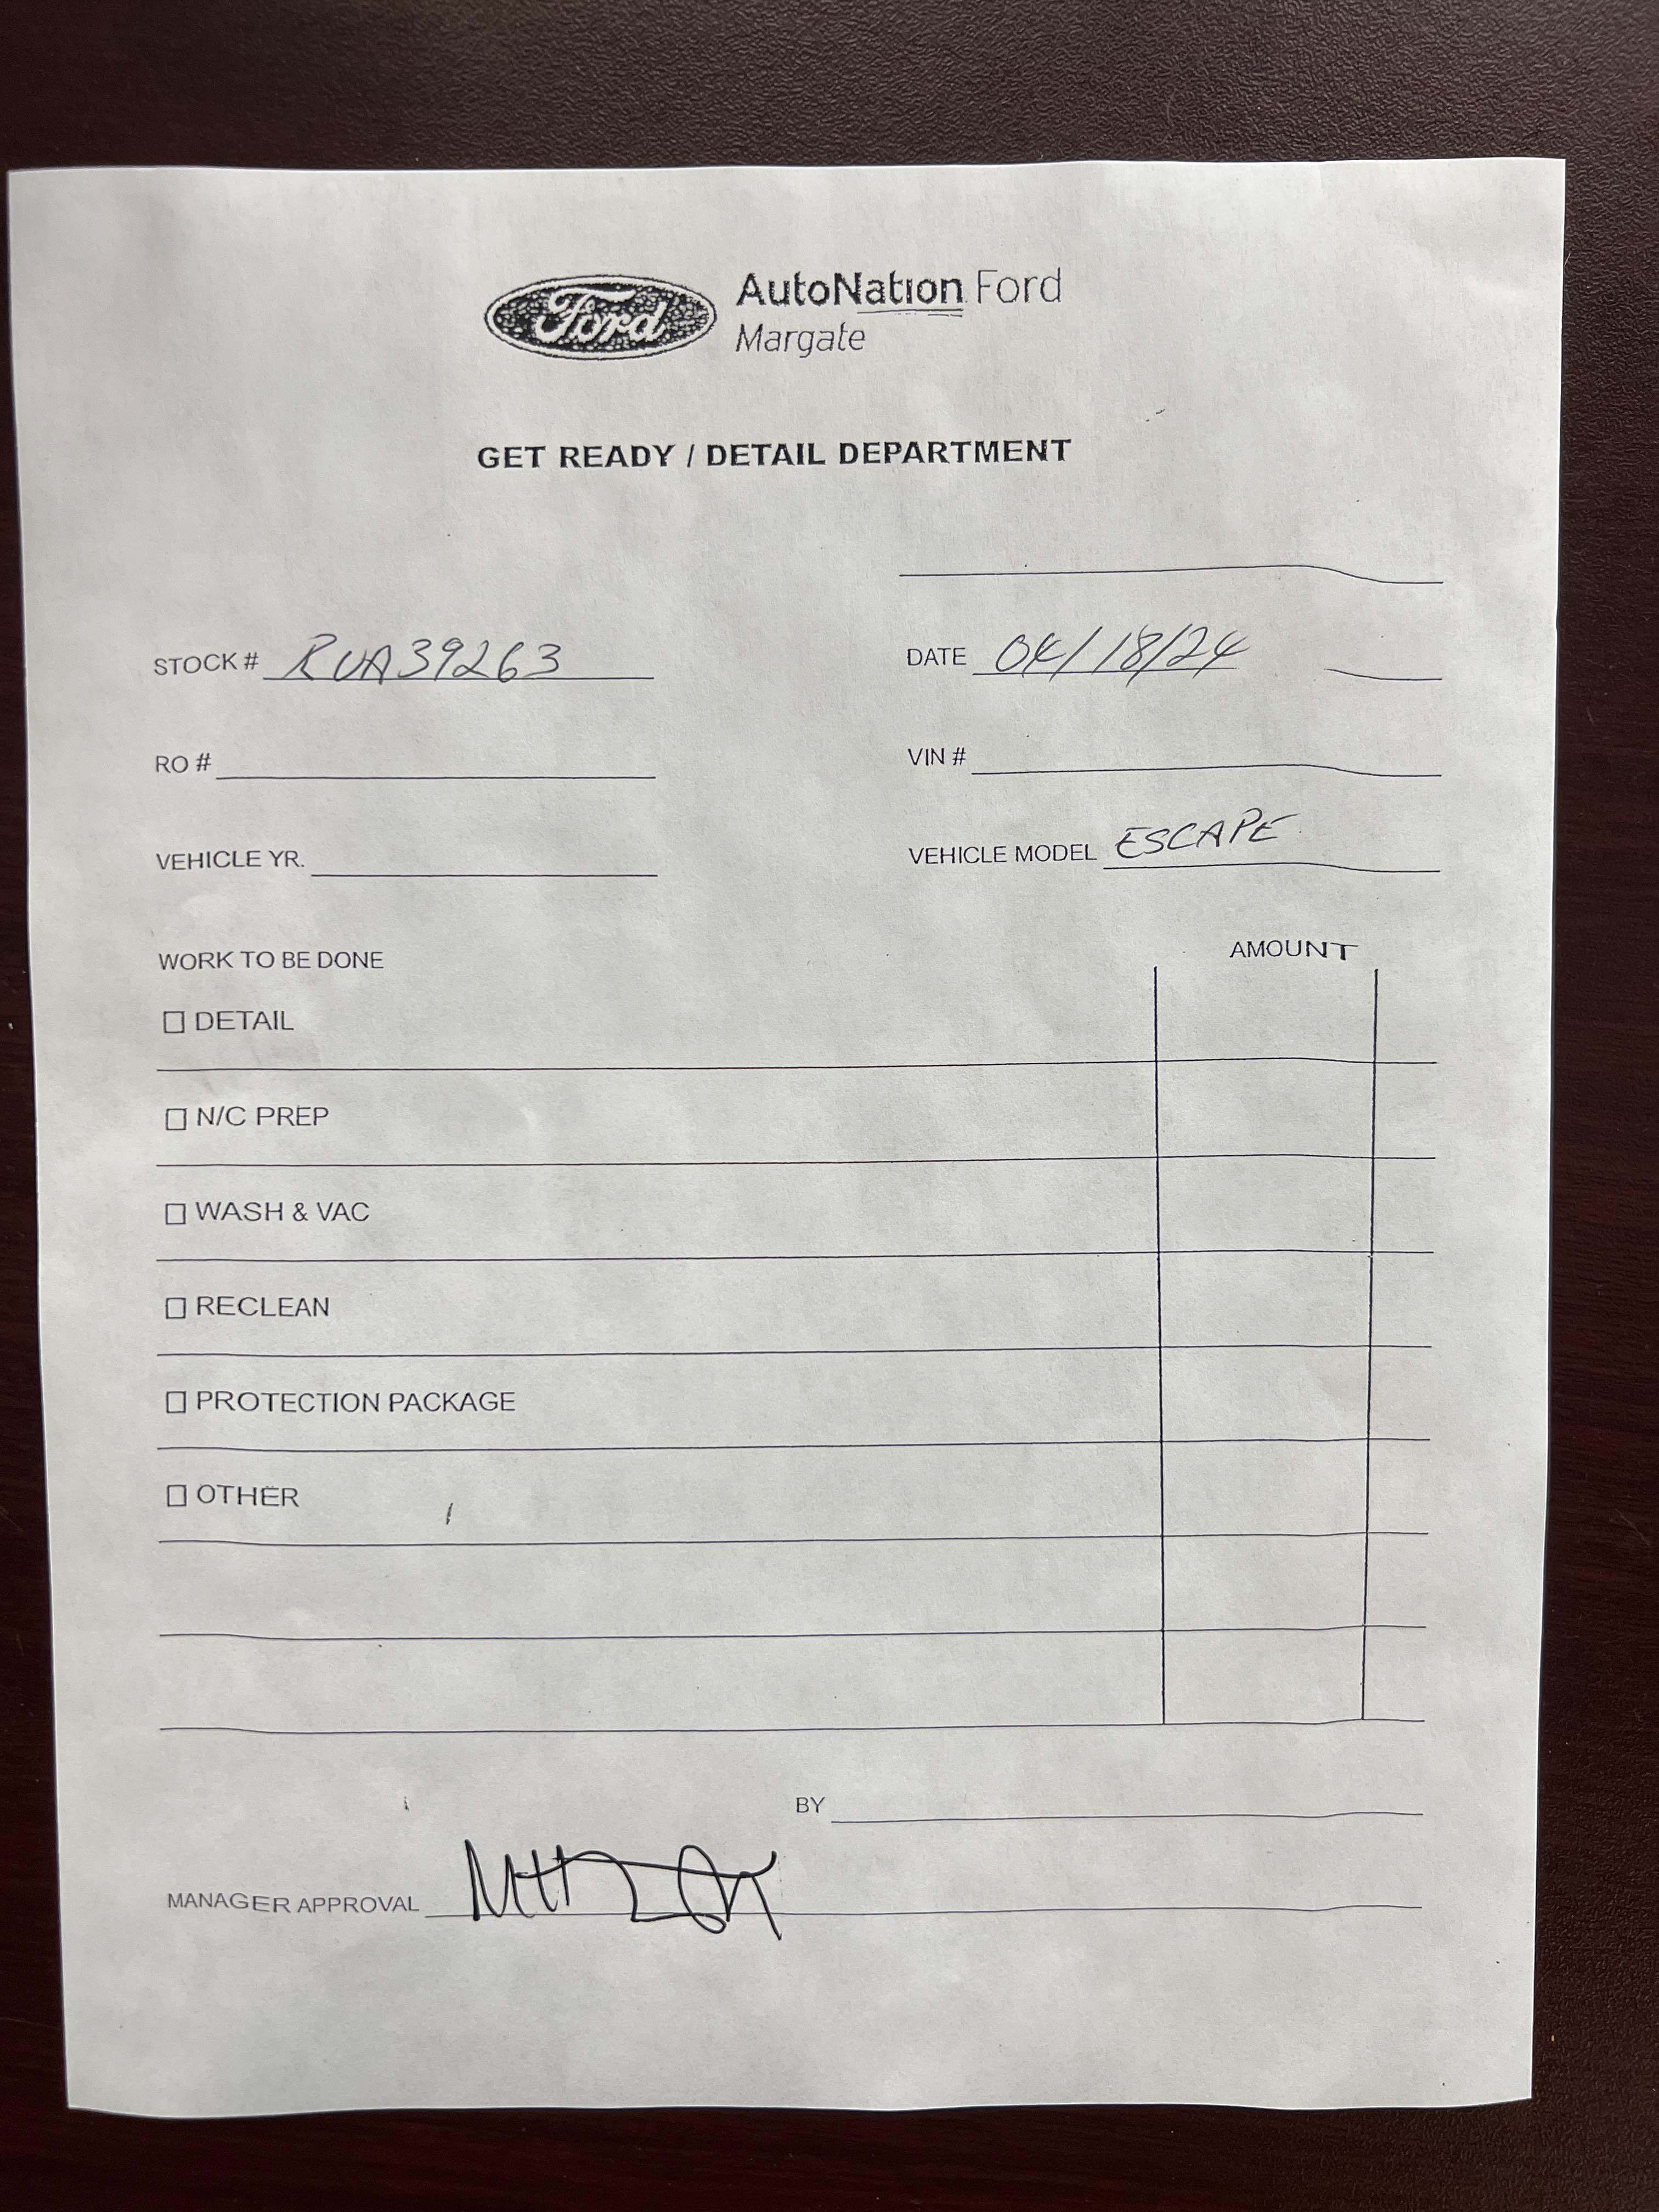 Ford AutoNation Ford
Margate
GET READY / DETAIL DEPARTMENT
STOCK # RUA39263 DATE 04/18/24
RO # VIN #
VEHICLE YR. VEHICLE MODEL ESCAPE
WORK TO BE DONE AMOUNT
DETAIL
N/C PREP
WASH & VAC
RECLEAN
PROTECTION PACKAGE
OTHER
BY
MANAGER APPROVAL